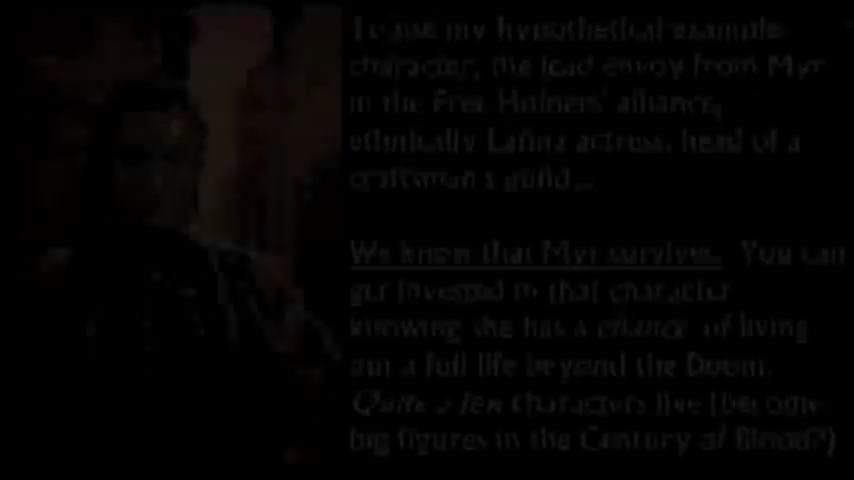 To use my hypothetical example
character, the lead envoy from Myr
in the Free Holders' alliance,
ethnically Latina actress, head of a
craftsman's guild...
We know that Myr survives. You can
get invested in that character
knowing she has a chance of living
out a full life beyond the Doom.
Quite a few characters live (become
big figures in the Century of Blood?)